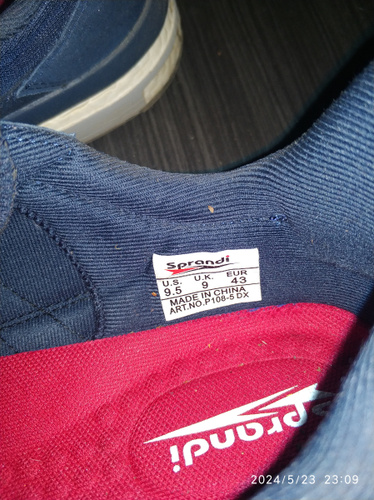 Sprandi
U.S. U.K. EUR
9.5 9 43
MADE IN CHINA
ART.NO.P108-5 DX
Sprandi
2024/5/23 23:09